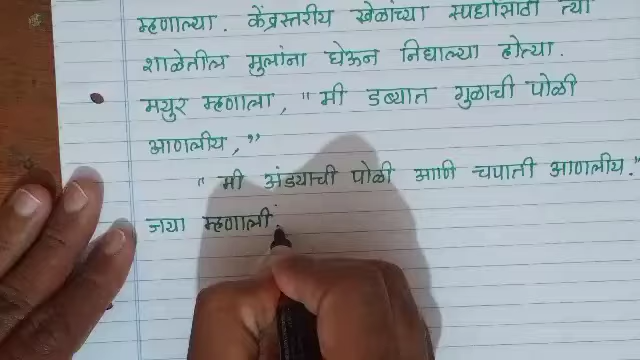 म्हणाल्या. केंद्रस्तरीय खेळांच्या स्पर्धांसाठी त्या
शाळेतील मुलांना घेऊन निघाल्या होत्या.
मयुर म्हणाला, "मी डब्यात गुळाची पोळी
आणलीय,"
"मी अंड्याची पोळी आणि चपाती आणलीय."
जया म्हणाली.